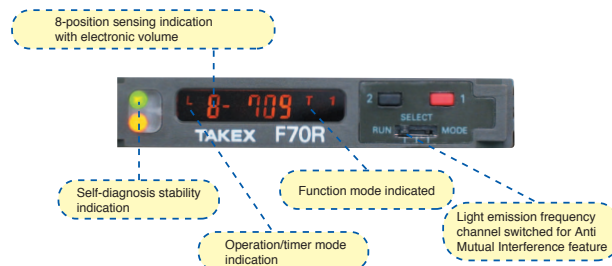 8-position sensing indication
with electronic volume
L 8- 709 T 1
2 1
SELECT
RUN MODE
TAKEX F70R
Self-diagnosis stability
indication
Function mode indicated
Operation/timer mode
indication
Light emission frequency
channel switched for Anti
Mutual Interference feature